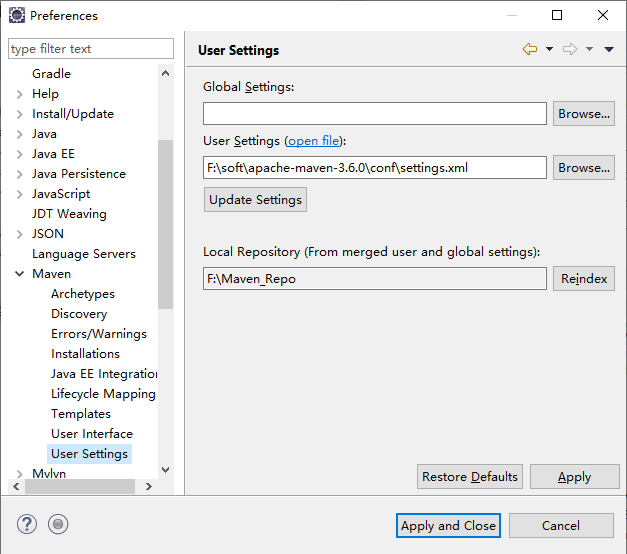 Preferences
type filter text
Gradle
Help
Install/Update
Java
Java EE
Java Persistence
JavaScript
JDT Weaving
JSON
Language Servers
Maven
Archetypes
Discovery
Errors/Warnings
Installations
Java EE Integration
Lifecycle Mapping
Templates
User Interface
User Settings
Mylyn
User Settings
Global Settings:
Browse...
User Settings (open file):
F:\soft\apache-maven-3.6.0\conf\settings.xml
Browse...
Update Settings
Local Repository (From merged user and global settings):
F:\Maven_Repo
Reindex
Restore Defaults
Apply
?
Apply and Close
Cancel